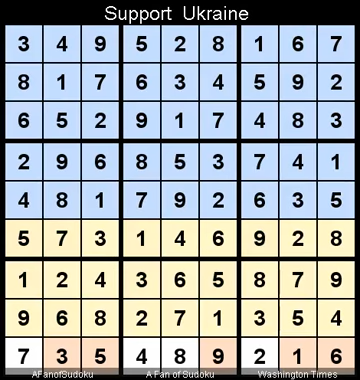 Support Ukraine
3 4 9 5 2 8 1 6 7
8 1 7 6 3 4 5 9 2
6 5 2 9 1 7 4 8 3
2 9 6 8 5 3 7 4 1
4 8 1 7 9 2 6 3 5
5 7 3 1 4 6 9 2 8
1 2 4 3 6 5 8 7 9
9 6 8 2 7 1 3 5 4
7 3 5 4 8 9 2 1 6
AFanofSudoku A Fan of Sudoku Washington Times